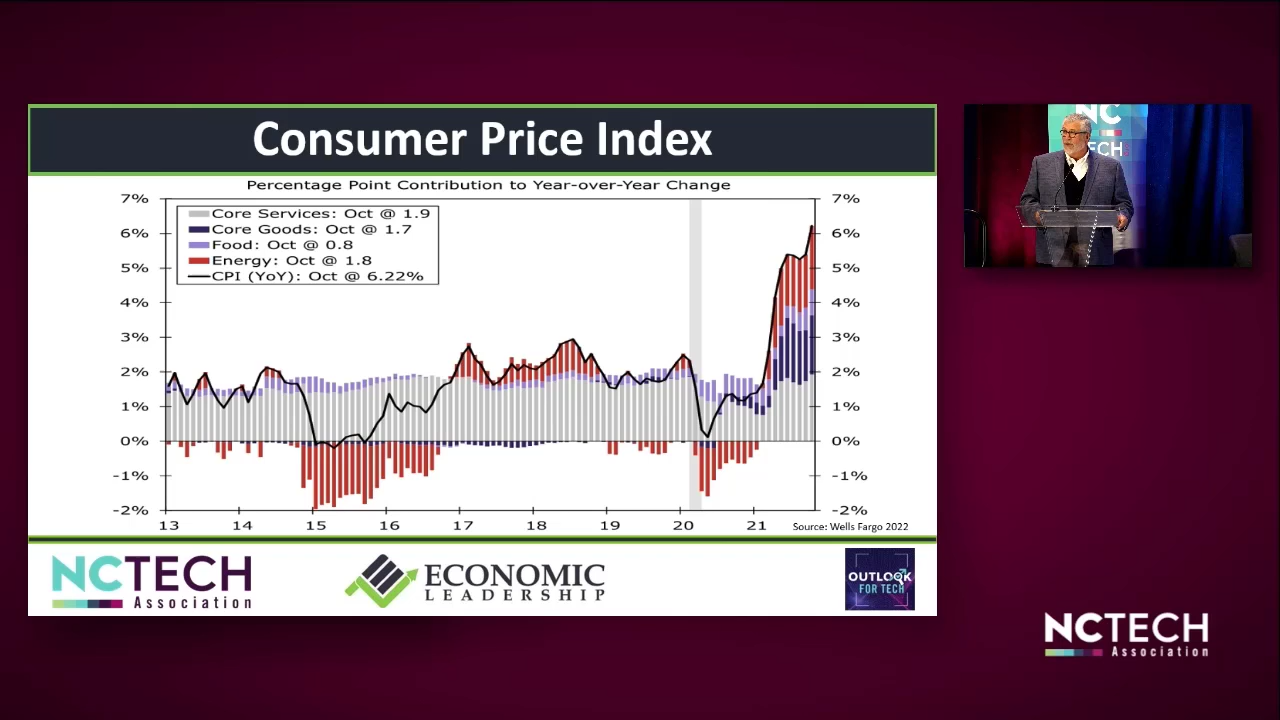 Consumer Price Index
Percentage Point Contribution to Year-over-Year Change
7%
6%
5%
4%
3%
2%
1%
0%
-1%
-2%
Core Services: Oct @ 1.9
Core Goods: Oct @ 1.7
Food: Oct @ 0.8
Energy: Oct @ 1.8
CPI (YoY): Oct @ 6.22%
7%
6%
5%
4%
3%
2%
1%
0%
-1%
-2%
13 14 15 16 17 18 19 20 21
Source: Wells Fargo 2022
NCTECH
Association
ECONOMIC
LEADERSHIP
OUTLOOK
FOR TECH
NC
ECH
NCTECH
Association